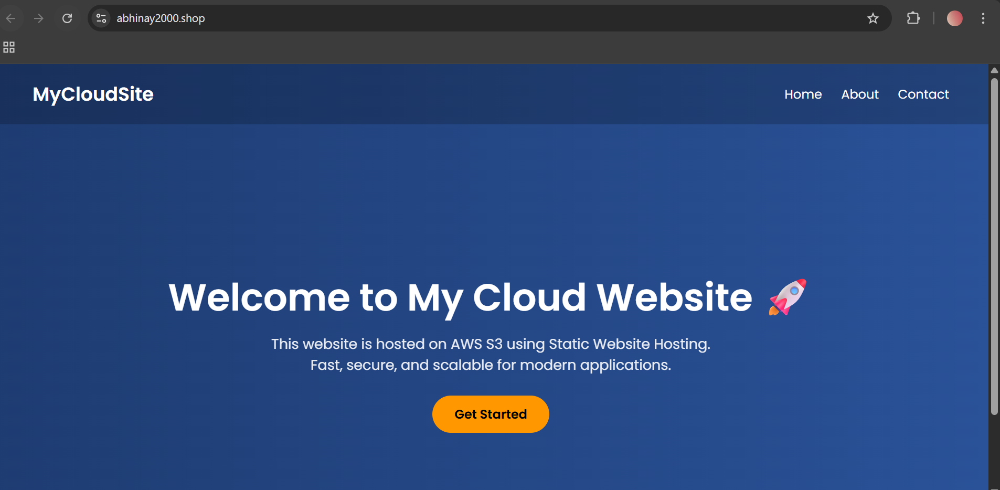 abhinay2000.shop
MyCloudSite
Home About Contact
Welcome to My Cloud Website 🚀
This website is hosted on AWS S3 using Static Website Hosting.
Fast, secure, and scalable for modern applications.
Get Started